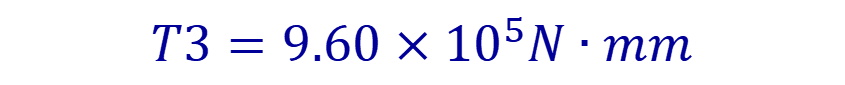 T3 = 9.60 × 10⁵N · mm